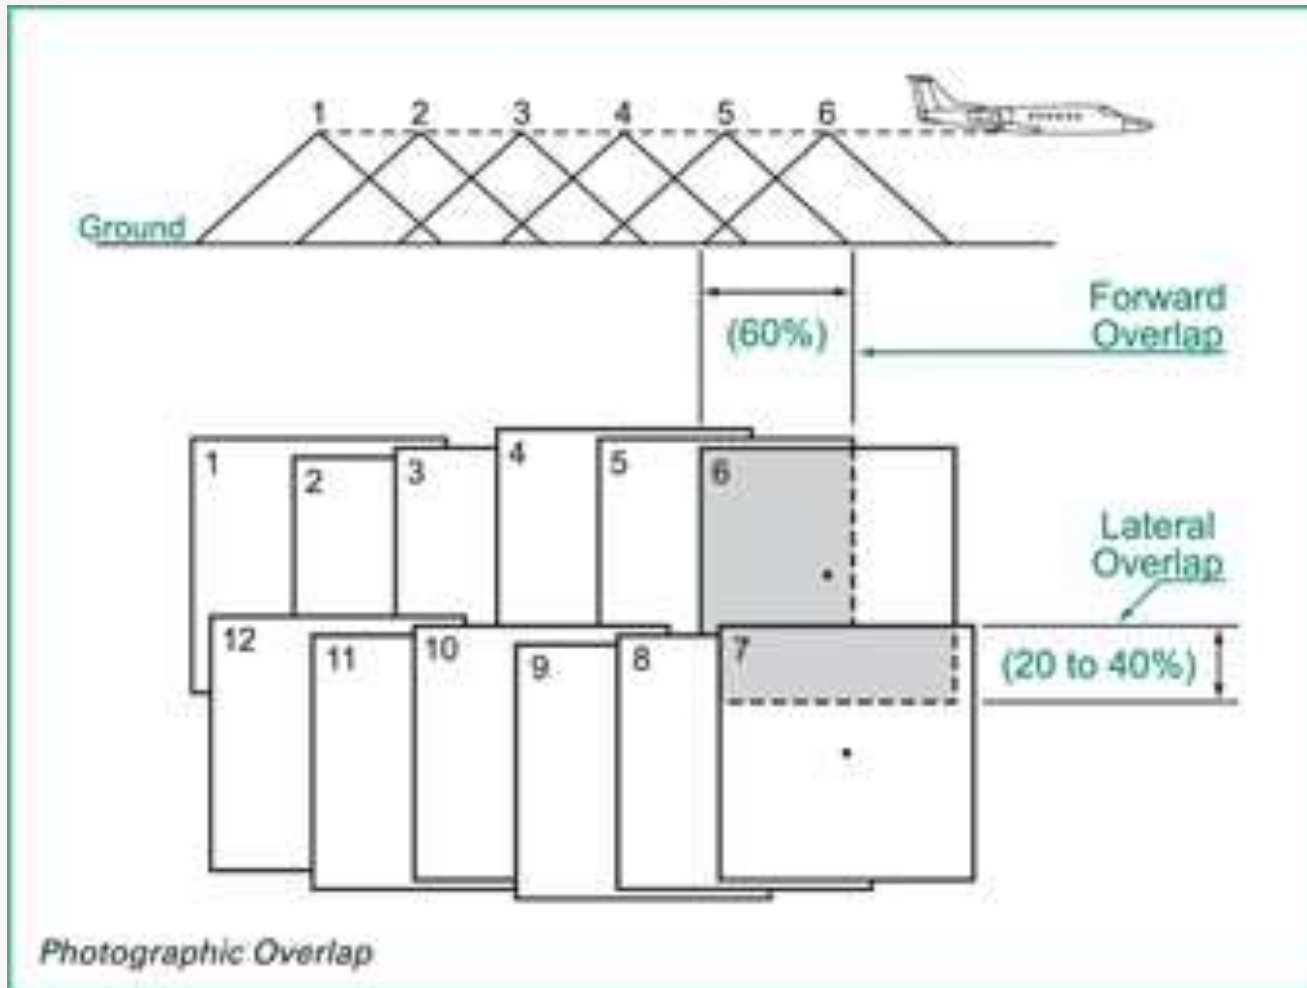 1 2 3 4 5 6
Ground
Forward
Overlap
(60%)
1 2 3 4 5 6
Lateral
Overlap
12 11 10 9 8 7
(20 to 40%)
Photographic Overlap